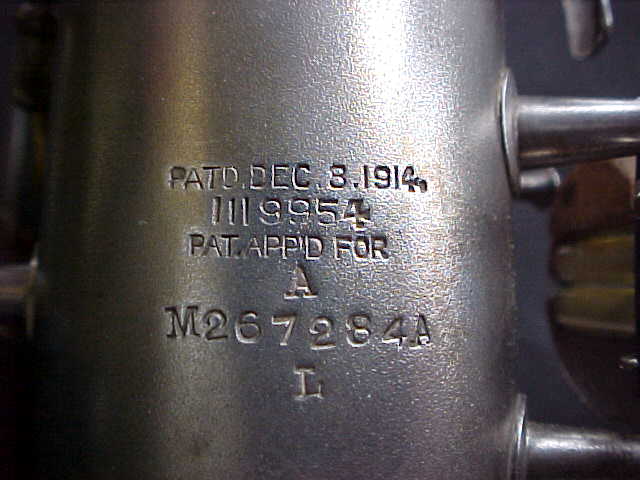 PATD. DEC. 8. 1914.
1119954
PAT. APP'D FOR
A
M267284A
L